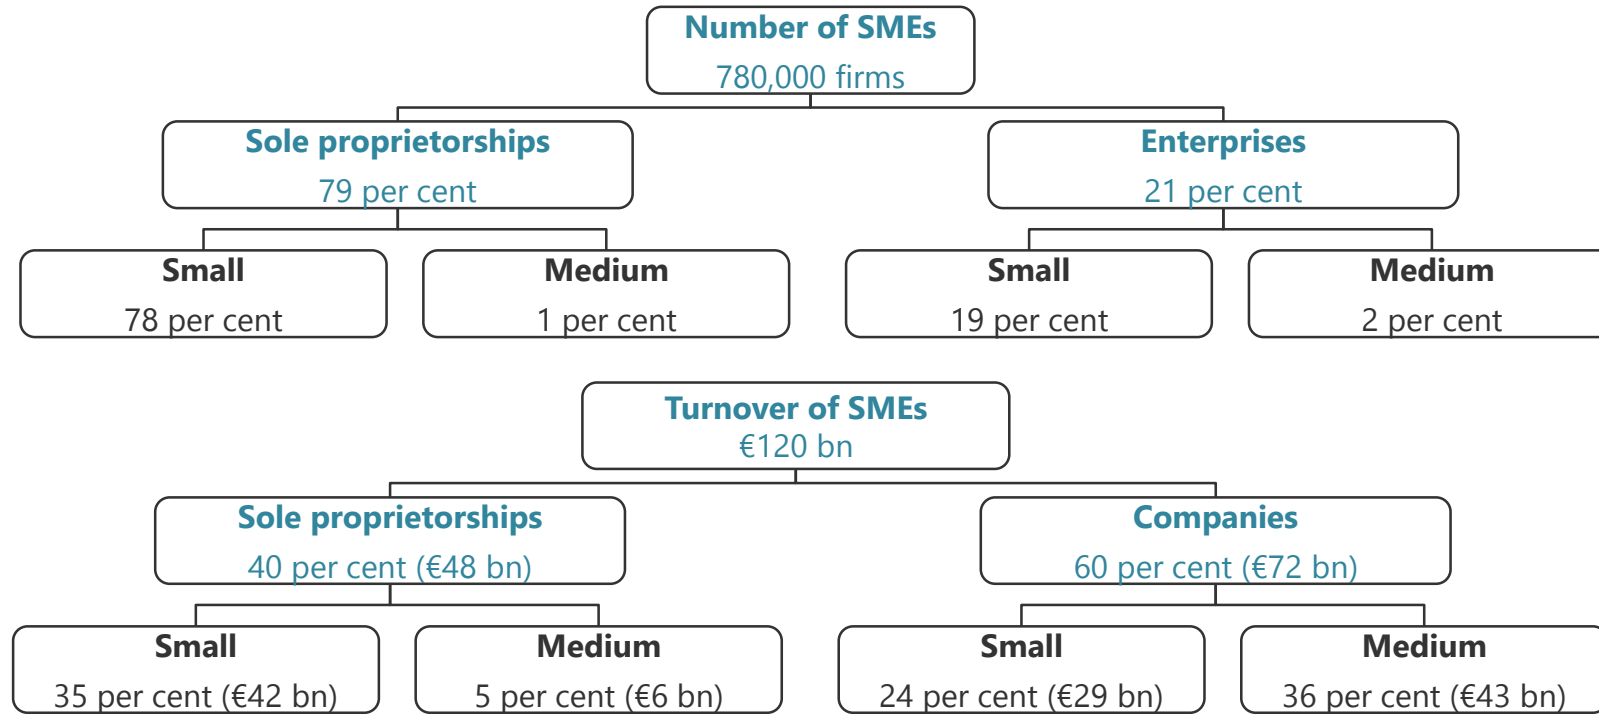 Number of SMEs
780,000 firms
Sole proprietorships
79 per cent
Enterprises
21 per cent
Small
78 per cent
Medium
1 per cent
Small
19 per cent
Medium
2 per cent
Turnover of SMEs
€120 bn
Sole proprietorships
40 per cent (€48 bn)
Companies
60 per cent (€72 bn)
Small
35 per cent (€42 bn)
Medium
5 per cent (€6 bn)
Small
24 per cent (€29 bn)
Medium
36 per cent (€43 bn)